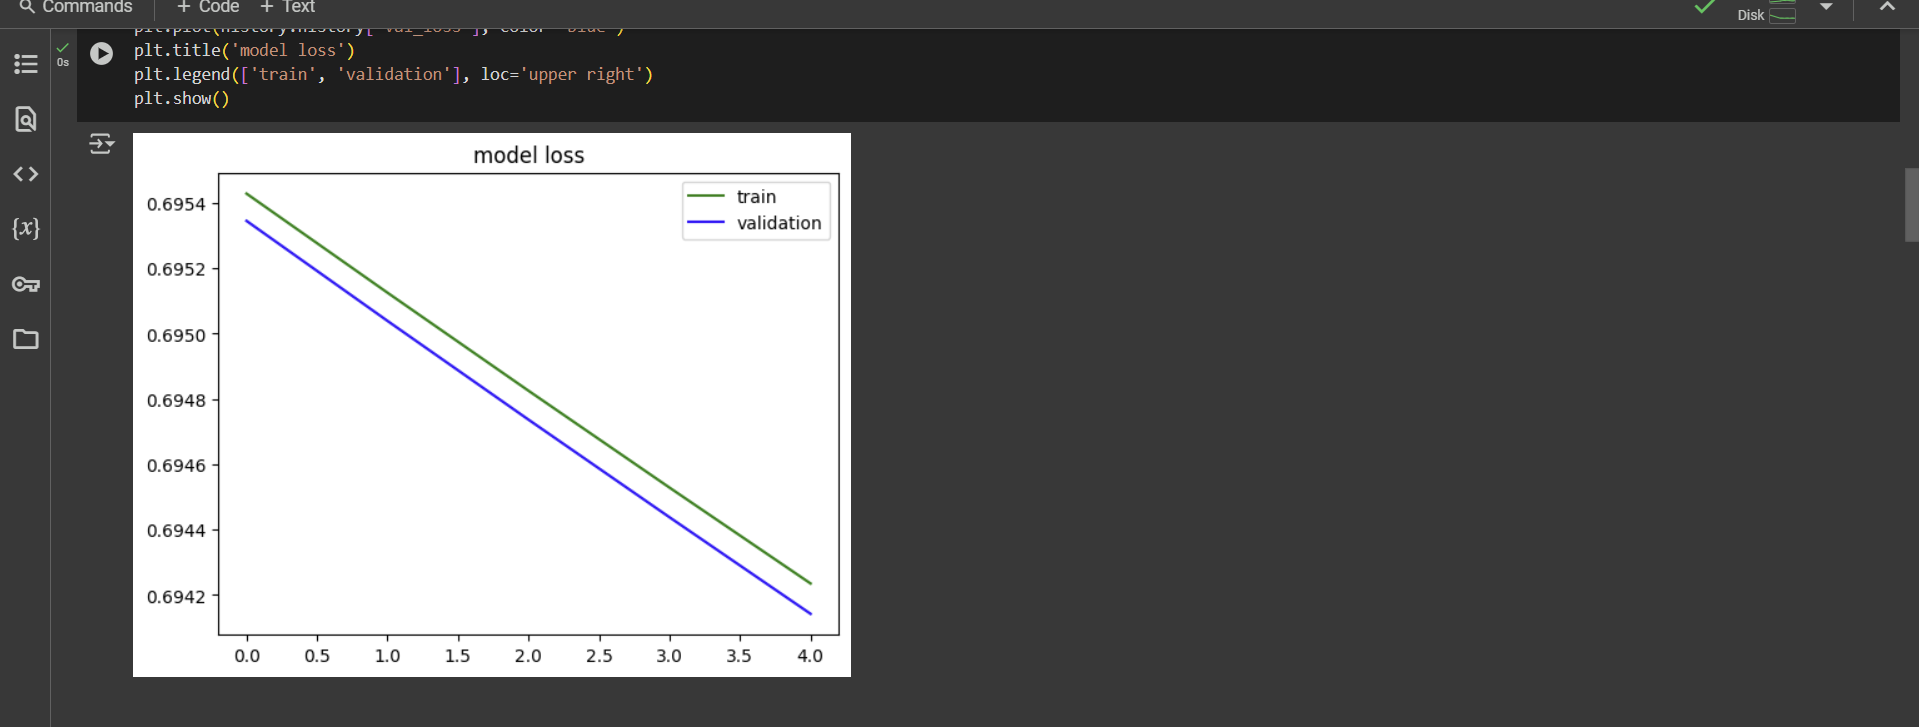 Commands + Code + Text
Disk
0s
plt.title('model loss')
plt.legend(['train', 'validation'], loc='upper right')
plt.show()
{x}
model loss
train
validation
0.6954
0.6952
0.6950
0.6948
0.6946
0.6944
0.6942
0.0 0.5 1.0 1.5 2.0 2.5 3.0 3.5 4.0